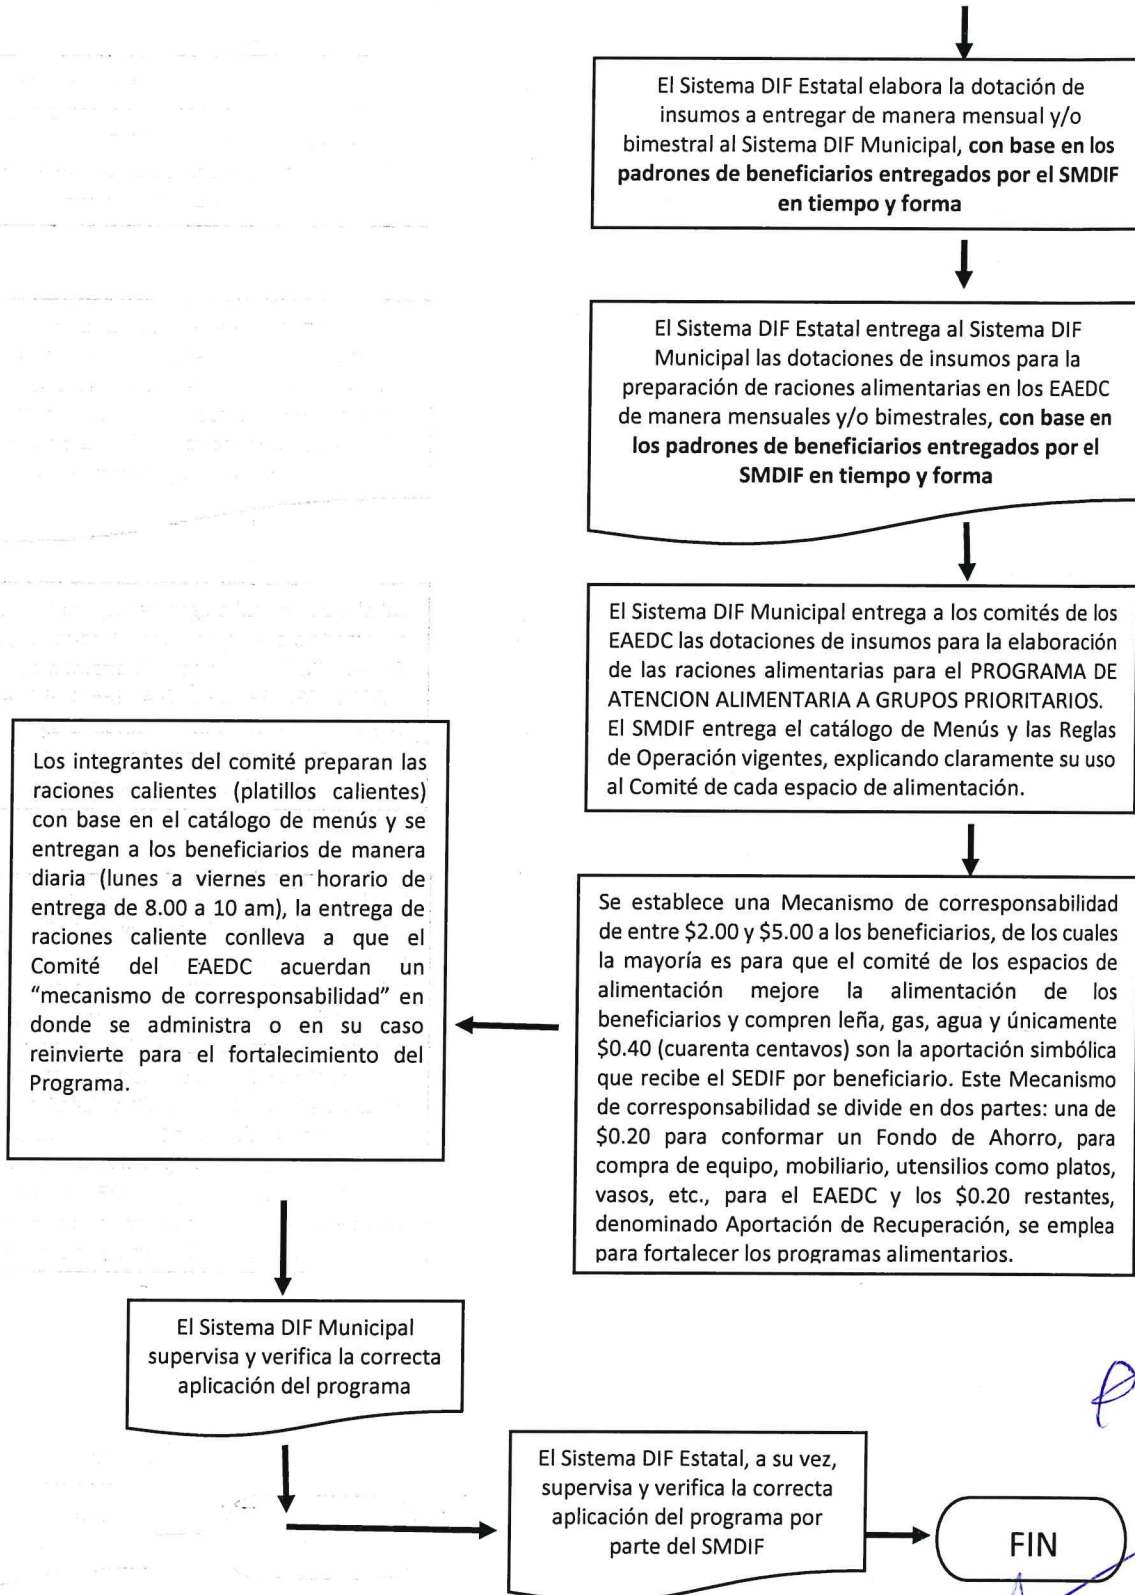 El Sistema DIF Estatal elabora la dotación de
insumos a entregar de manera mensual y/o
bimestral al Sistema DIF Municipal, con base en los
padrones de beneficiarios entregados por el SMDIF
en tiempo y forma
El Sistema DIF Estatal entrega al Sistema DIF
Municipal las dotaciones de insumos para la
preparación de raciones alimentarias en los EAEDC
de manera mensuales y/o bimestrales, con base en
los padrones de beneficiarios entregados por el
SMDIF en tiempo y forma
El Sistema DIF Municipal entrega a los comités de los
EAEDC las dotaciones de insumos para la elaboración
de las raciones alimentarias para el PROGRAMA DE
ATENCION ALIMENTARIA A GRUPOS PRIORITARIOS.
El SMDIF entrega el catálogo de Menús y las Reglas
de Operación vigentes, explicando claramente su uso
al Comité de cada espacio de alimentación.
Se establece una Mecanismo de corresponsabilidad
de entre $2.00 y $5.00 a los beneficiarios, de los cuales
la mayoría es para que el comité de los espacios de
alimentación mejore la alimentación de los
beneficiarios y compren leña, gas, agua y únicamente
$0.40 (cuarenta centavos) son la aportación simbólica
que recibe el SEDIF por beneficiario. Este Mecanismo
de corresponsabilidad se divide en dos partes: una de
$0.20 para conformar un Fondo de Ahorro, para
compra de equipo, mobiliario, utensilios como platos,
vasos, etc., para el EAEDC y los $0.20 restantes,
denominado Aportación de Recuperación, se emplea
para fortalecer los programas alimentarios.
Los integrantes del comité preparan las
raciones calientes (platillos calientes)
con base en el catálogo de menús y se
entregan a los beneficiarios de manera
diaria (lunes a viernes en horario de
entrega de 8.00 a 10 am), la entrega de
raciones caliente conlleva a que el
Comité del EAEDC acuerdan un
"mecanismo de corresponsabilidad" en
donde se administra o en su caso
reinvierte para el fortalecimiento del
Programa.
El Sistema DIF Municipal
supervisa y verifica la correcta
aplicación del programa
El Sistema DIF Estatal, a su vez,
supervisa y verifica la correcta
aplicación del programa por
parte del SMDIF
FIN